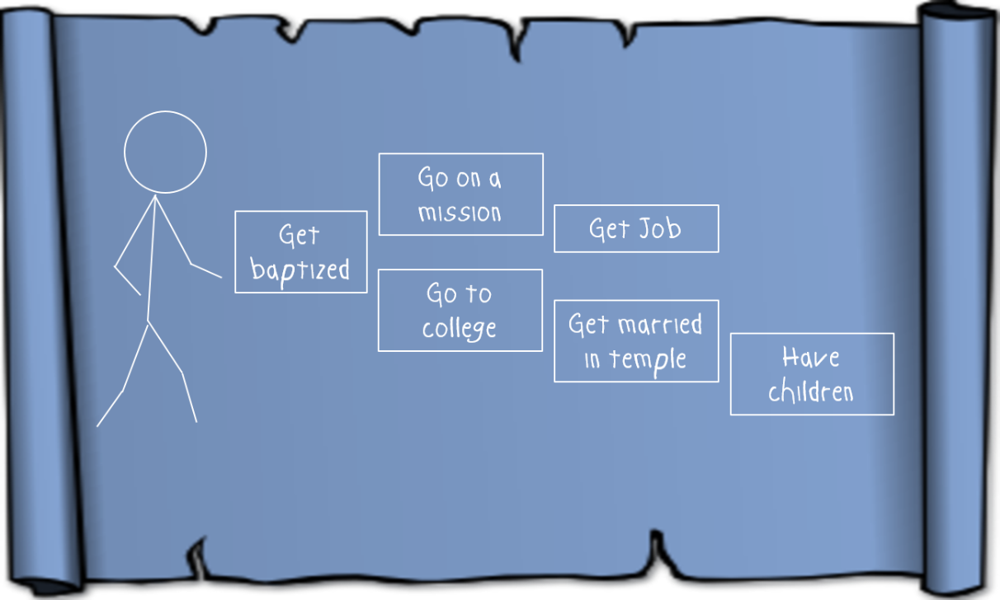 Get
baptized
Go on a
mission
Go to
college
Get Job
Get married
in temple
Have
children